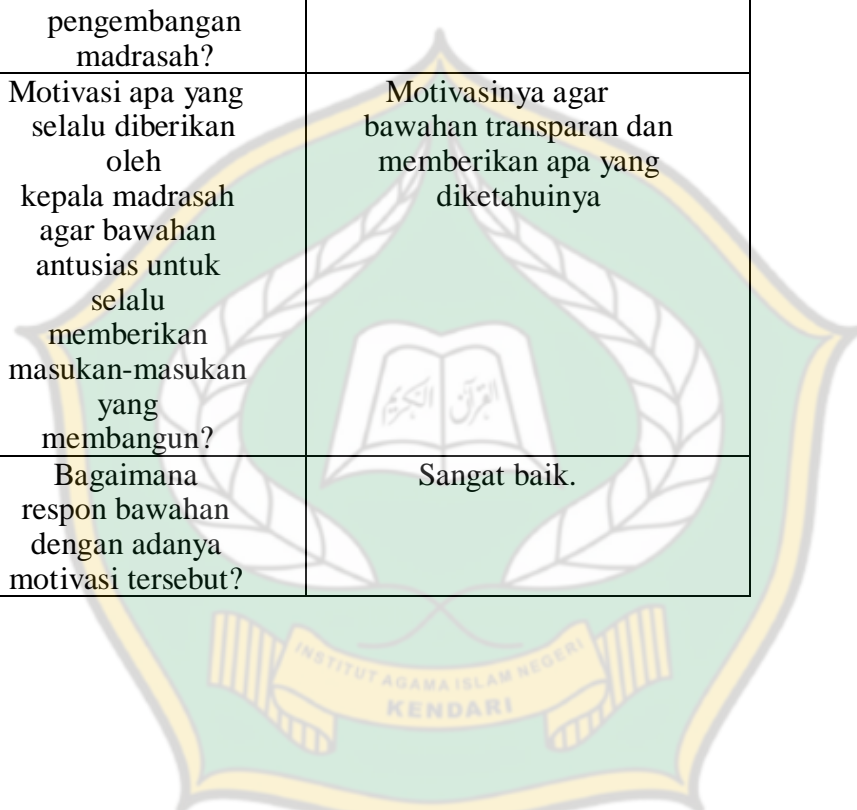 pengembangan
madrasah?
Motivasi apa yang
selalu diberikan
oleh
kepala madrasah
agar bawahan
antusias untuk
selalu
memberikan
masukan-masukan
yang
membangun?
Motivasinya agar
bawahan transparan dan
memberikan apa yang
diketahuinya
Bagaimana
respon bawahan
dengan adanya
motivasi tersebut?
Sangat baik.
القرآن الكريم
INSTITUT AGAMA ISLAM NEGERI
KENDARI